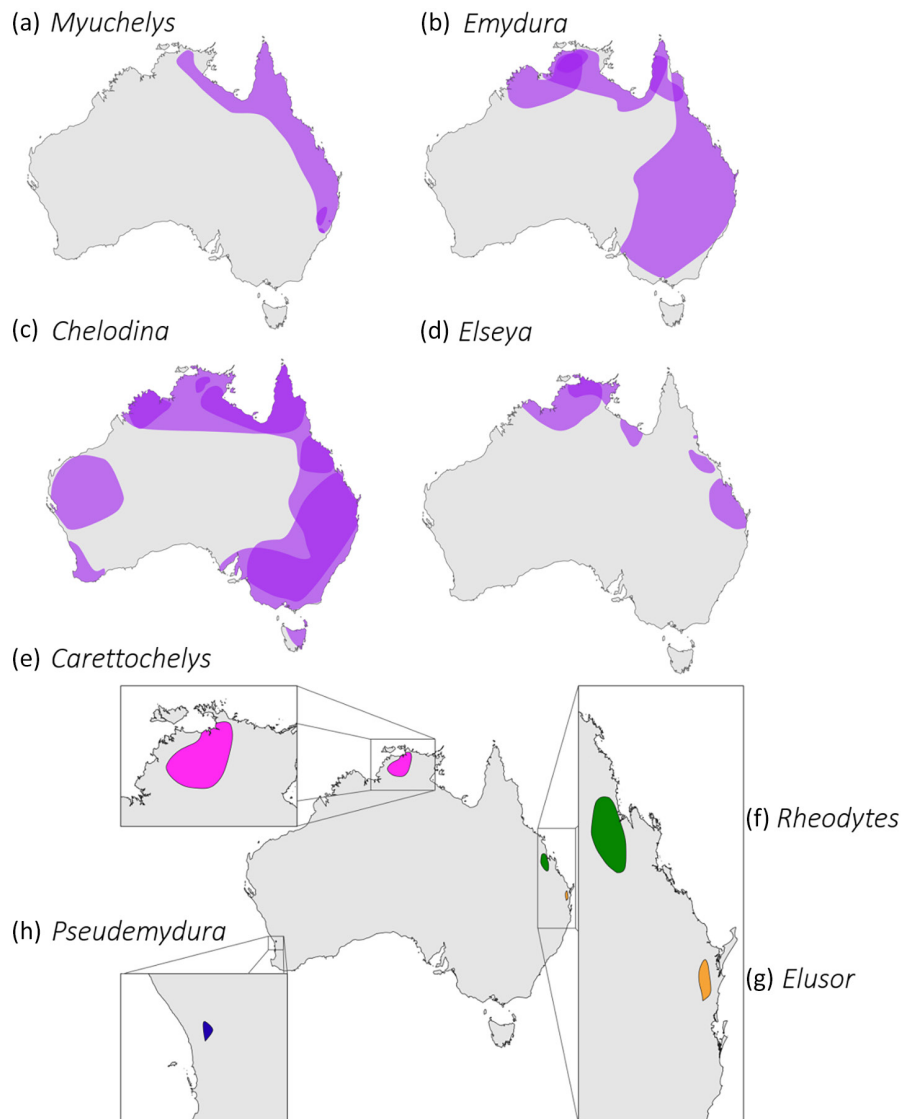 (a) Myuchelys
(b) Emydura
(c) Chelodina
(d) Elseya
(e) Carettochelys
(f) Rheodytes
(h) Pseudemydura
(g) Elusor